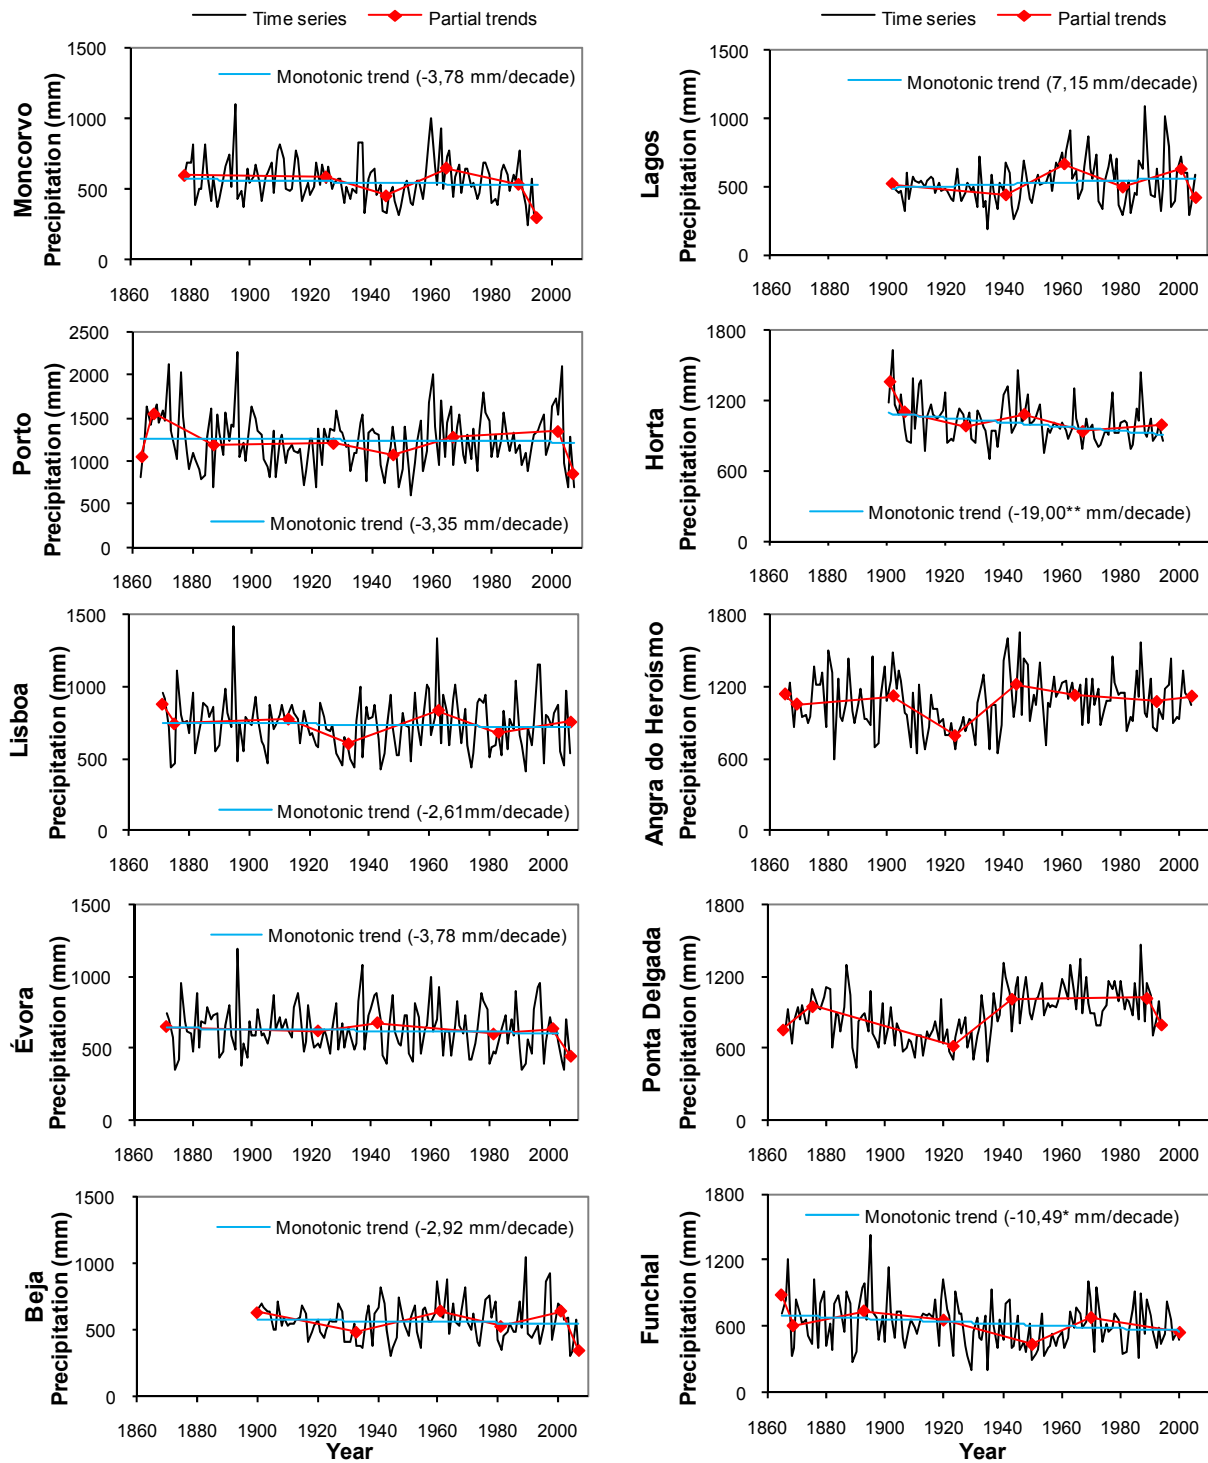 Time series
Partial trends
Moncorvo
Precipitation (mm)
1500
1000
500
0
Monotonic trend (-3,78 mm/decade)
1860 1880 1900 1920 1940 1960 1980 2000
Porto
Precipitation (mm)
2500
2000
1500
1000
500
0
Monotonic trend (-3,35 mm/decade)
1860 1880 1900 1920 1940 1960 1980 2000
Lisboa
Precipitation (mm)
1500
1000
500
0
Monotonic trend (-2,61mm/decade)
1860 1880 1900 1920 1940 1960 1980 2000
Évora
Precipitation (mm)
1500
1000
500
0
Monotonic trend (-3,78 mm/decade)
1860 1880 1900 1920 1940 1960 1980 2000
Beja
Precipitation (mm)
1500
1000
500
0
Monotonic trend (-2,92 mm/decade)
1860 1880 1900 1920 1940 1960 1980 2000
Year
Time series
Partial trends
Lagos
Precipitation (mm)
1500
1000
500
0
Monotonic trend (7,15 mm/decade)
1860 1880 1900 1920 1940 1960 1980 2000
Horta
Precipitation (mm)
1800
1200
600
0
Monotonic trend (-19,00** mm/decade)
1860 1880 1900 1920 1940 1960 1980 2000
Angra do Heroísmo
Precipitation (mm)
1800
1200
600
0
1860 1880 1900 1920 1940 1960 1980 2000
Ponta Delgada
Precipitation (mm)
1800
1200
600
0
1860 1880 1900 1920 1940 1960 1980 2000
Funchal
Precipitation (mm)
1800
1200
600
0
Monotonic trend (-10,49* mm/decade)
1860 1880 1900 1920 1940 1960 1980 2000
Year